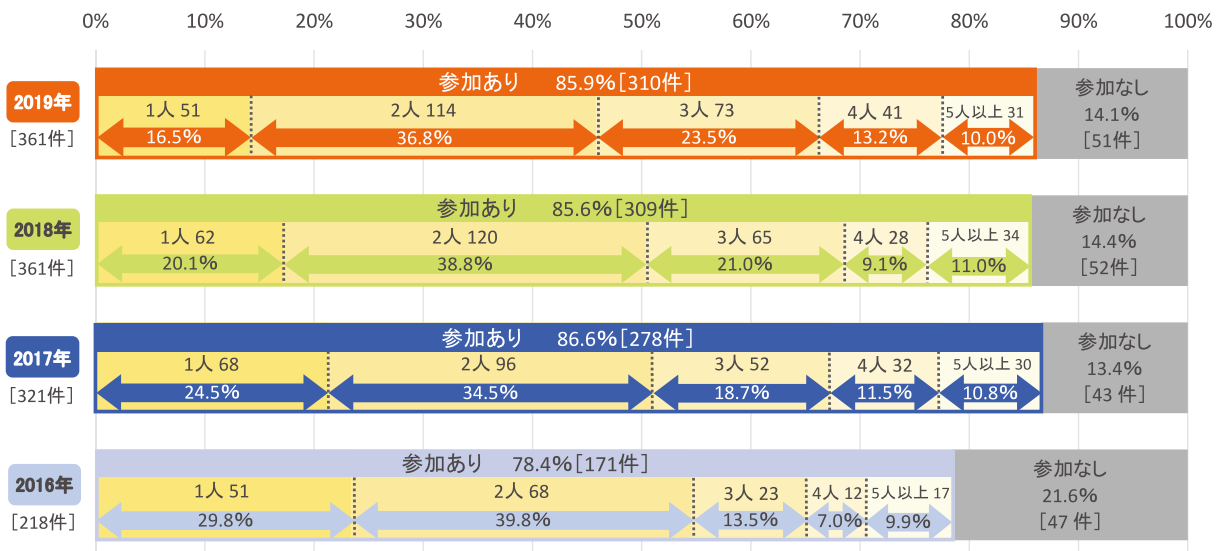 0% 10% 20% 30% 40% 50% 60% 70% 80% 90% 100%
2019年
[361件]
参加あり 85.9%[310件]
1人 51 2人 114 3人 73 4人 41 5人以上 31
16.5% 36.8% 23.5% 13.2% 10.0%
参加なし
14.1%
[51件]
2018年
[361件]
参加あり 85.6%[309件]
1人 62 2人 120 3人 65 4人 28 5人以上 34
20.1% 38.8% 21.0% 9.1% 11.0%
参加なし
14.4%
[52件]
2017年
[321件]
参加あり 86.6%[278件]
1人 68 2人 96 3人 52 4人 32 5人以上 30
24.5% 34.5% 18.7% 11.5% 10.8%
参加なし
13.4%
[43 件]
2016年
[218件]
参加あり 78.4%[171件]
1人 51 2人 68 3人 23 4人 12 5人以上 17
29.8% 39.8% 13.5% 7.0% 9.9%
参加なし
21.6%
[47 件]
0% 10% 20% 30% 40% 50% 60% 70% 80% 90% 100%